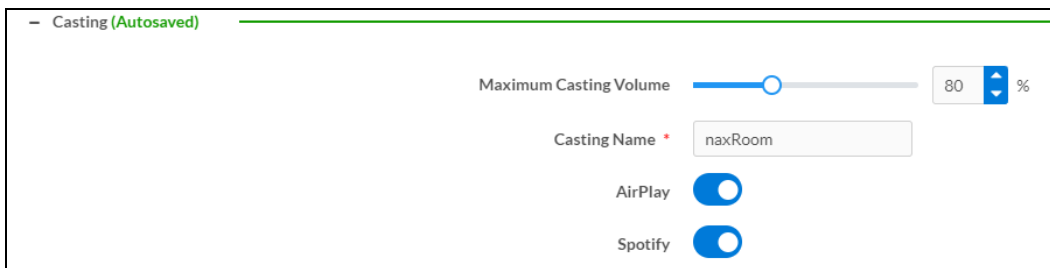 – Casting (Autosaved)
Maximum Casting Volume 80 %
Casting Name * naxRoom
AirPlay
Spotify